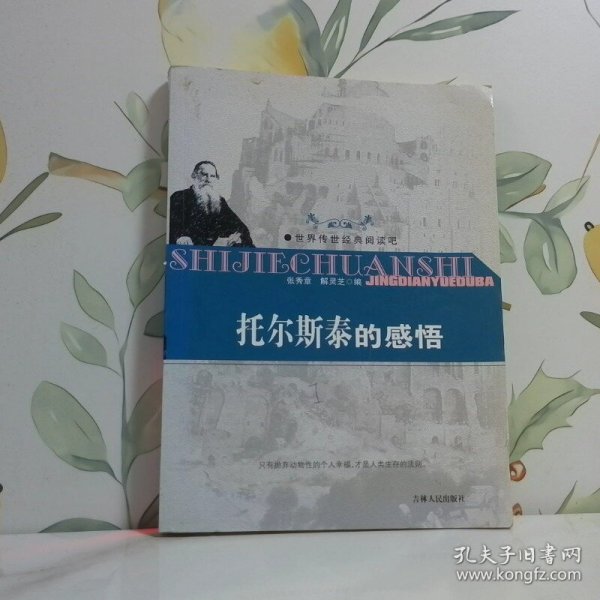 ●世界传世经典阅读吧
SHIJIECHUANSHI
张秀章 解灵芝◎编
JINGDIANYUEDUBA
托尔斯泰的感悟
只有抛弃动物性的个人幸福,才是人类生存的法则。
吉林人民出版社
孔夫子旧书网
www.kongfz.com